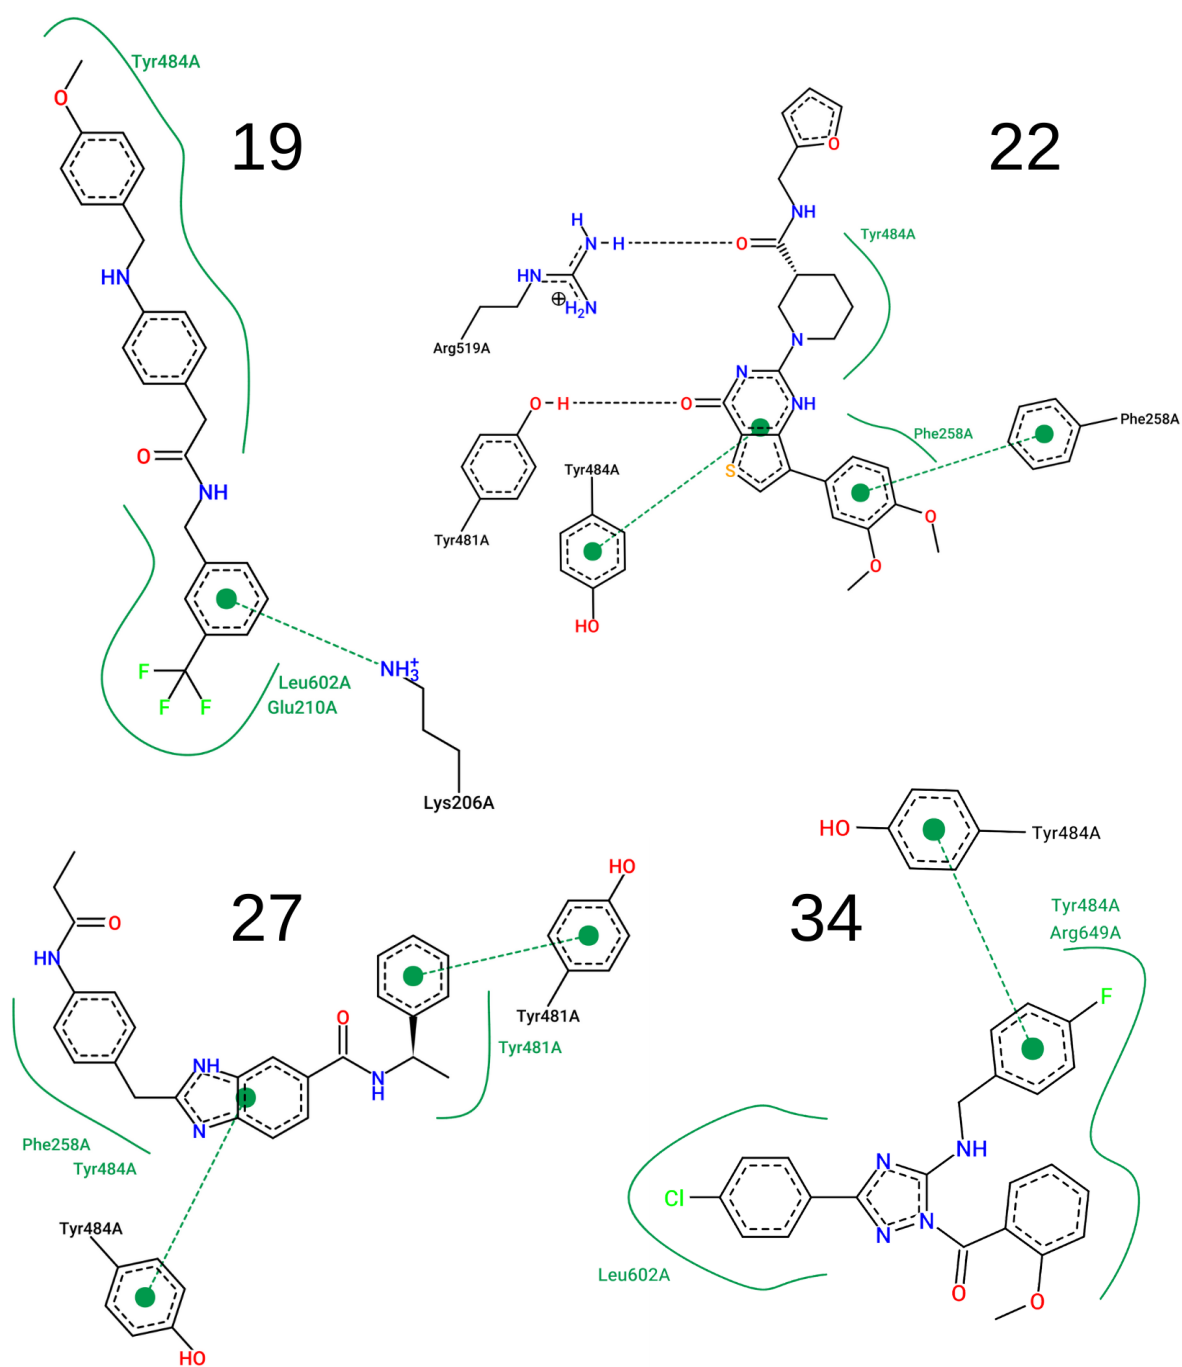 Tyr484A
O
19
HN
O
NH
F
F
F
NH3+
Leu602A
Glu210A
Lys206A
22
O
NH
O
H
N
H
HN
⊕
H2N
Arg519A
Tyr484A
N
N
NH
O
S
O
H
Tyr481A
Tyr484A
HO
Phe258A
Phe258A
O
O
27
O
HN
NH
N
O
N
H
HO
Tyr481A
Tyr481A
Phe258A
Tyr484A
Tyr484A
HO
34
HO
Tyr484A
Tyr484A
Arg649A
F
NH
N
N
N
Cl
O
O
Leu602A